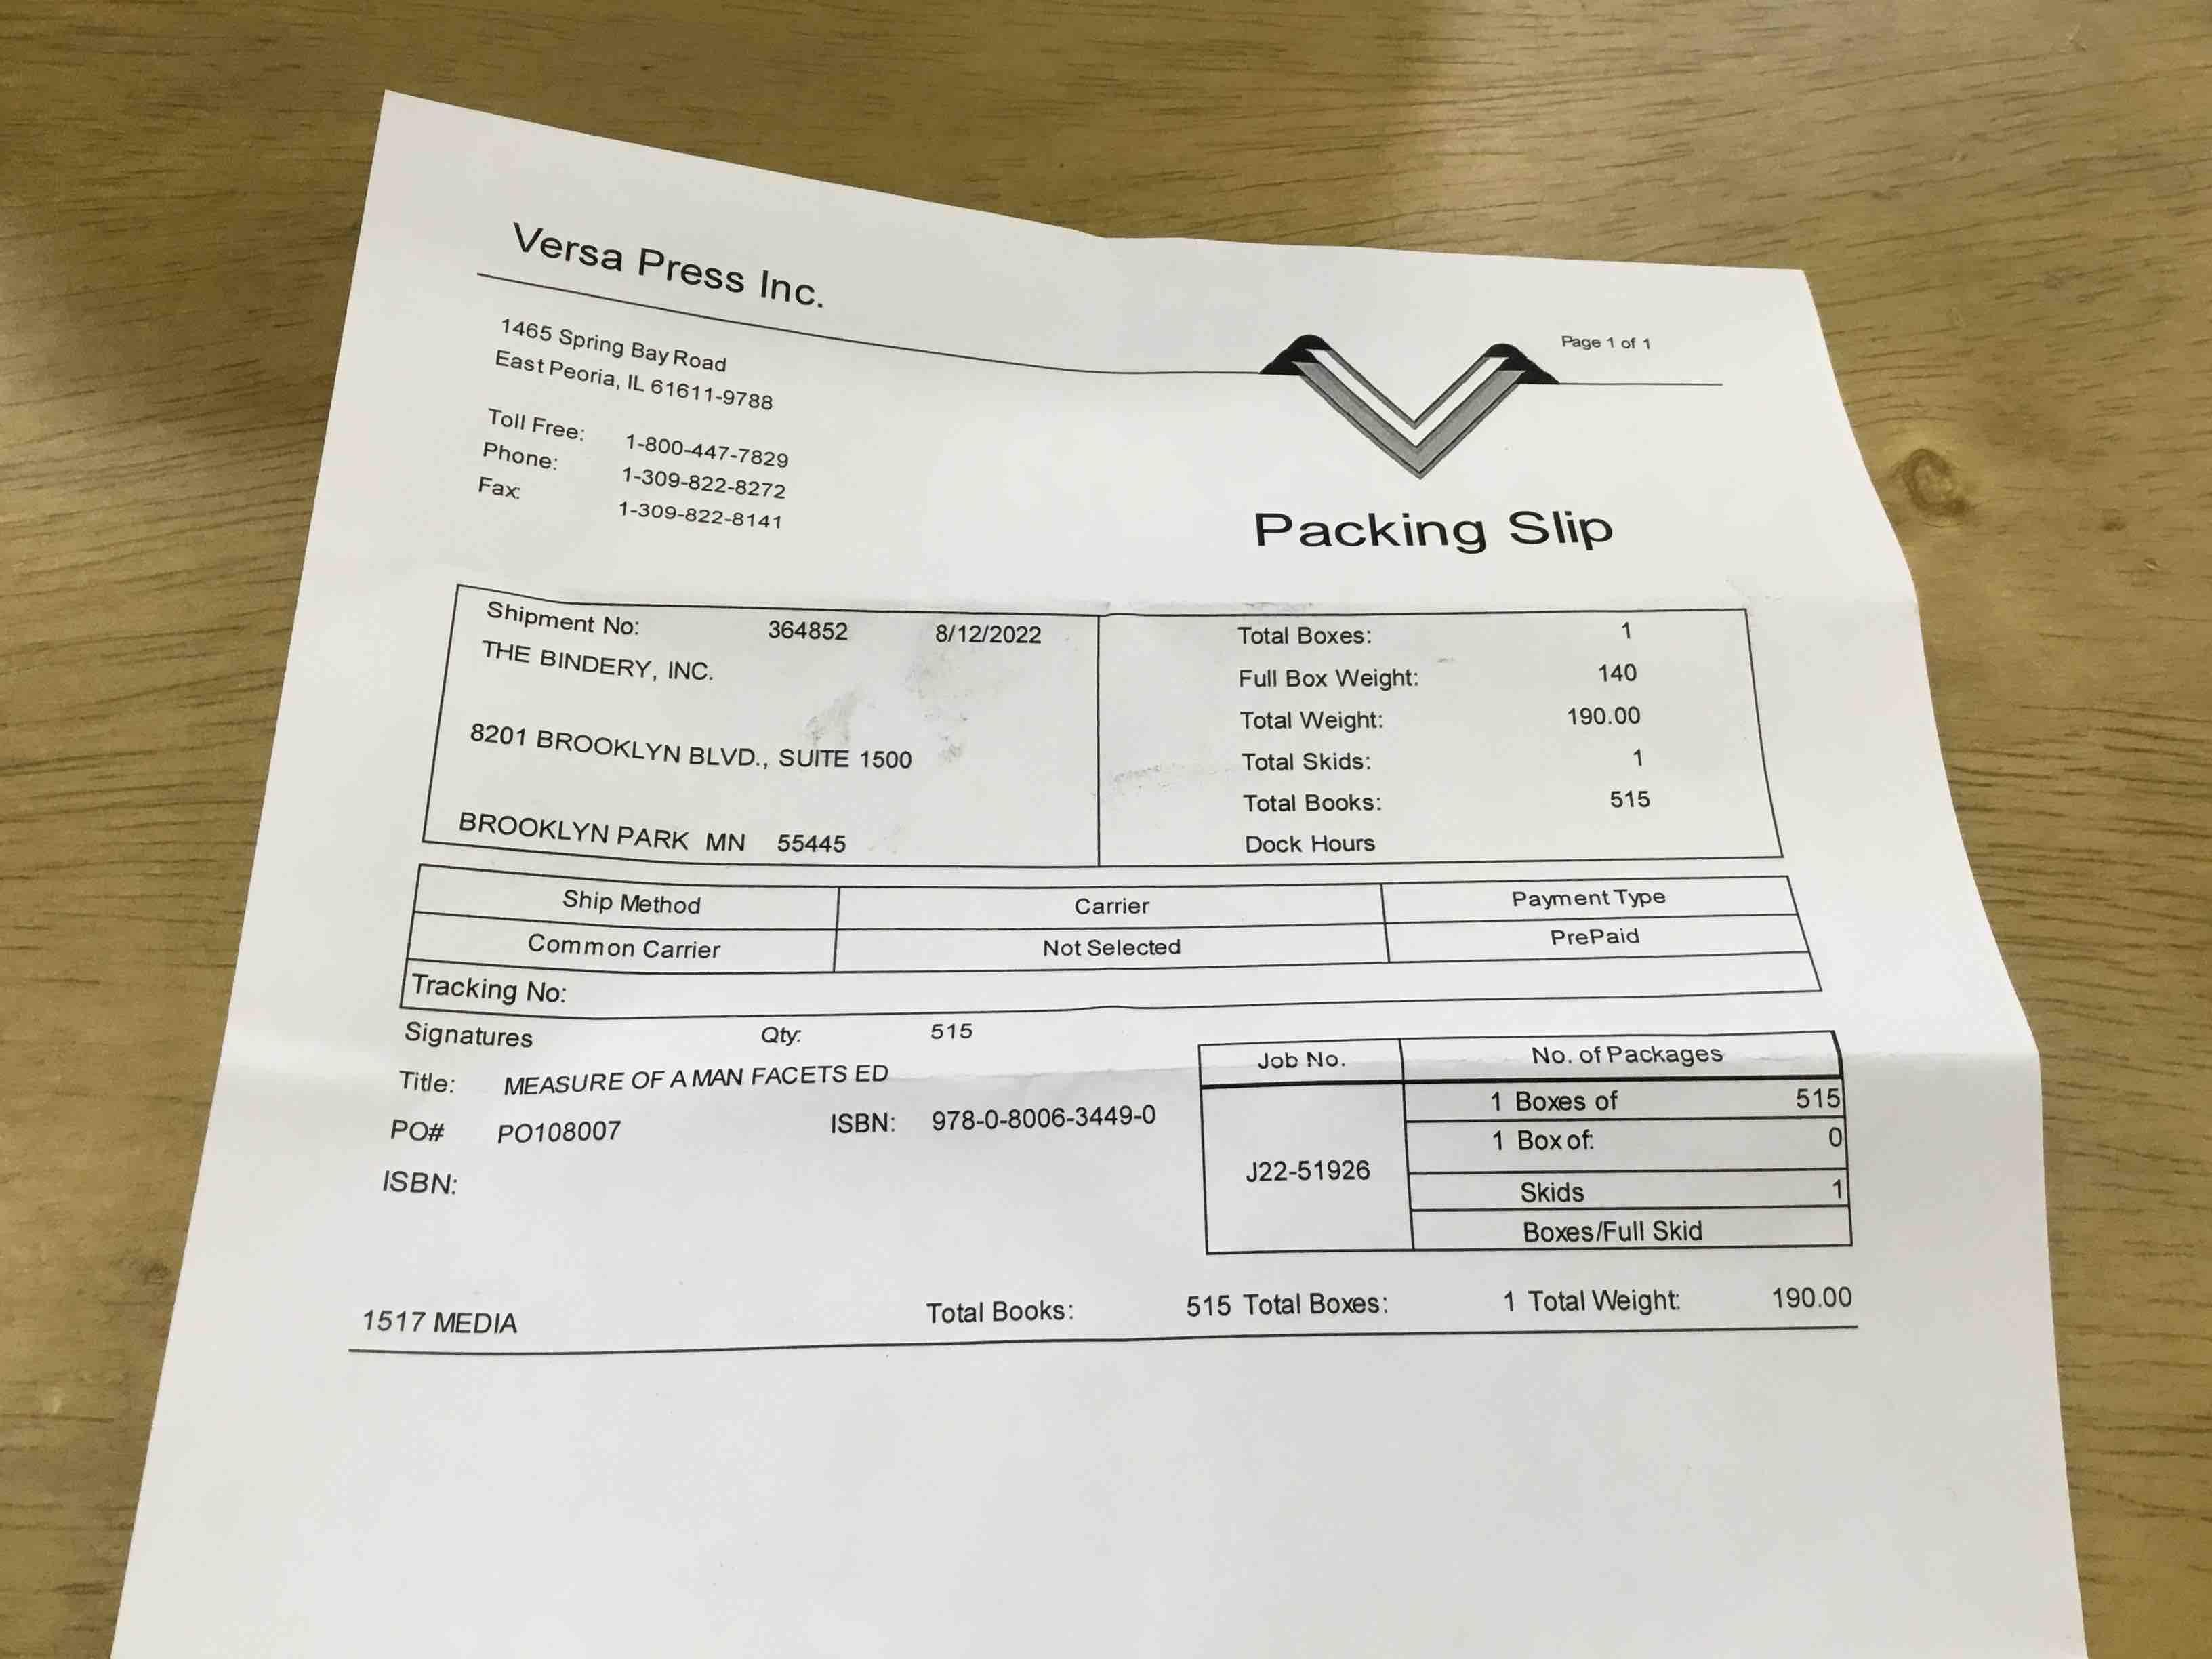 Versa Press Inc.
Page 1 of 1
1465 Spring Bay Road
East Peoria, IL 61611-9788
Toll Free: 1-800-447-7829
Phone: 1-309-822-8272
Fax: 1-309-822-8141
Packing Slip
Shipment No: 364852 8/12/2022
THE BINDERY, INC.
8201 BROOKLYN BLVD., SUITE 1500
BROOKLYN PARK MN 55445
Total Boxes: 1
Full Box Weight: 140
Total Weight: 190.00
Total Skids: 1
Total Books: 515
Dock Hours
Ship Method Carrier Payment Type
Common Carrier Not Selected PrePaid
Tracking No:
Signatures Qty: 515
Title: MEASURE OF A MAN FACETS ED
PO# PO108007 ISBN: 978-0-8006-3449-0
ISBN:
Job No. No. of Packages
J22-51926
1 Boxes of 515
1 Box of: 0
Skids 1
Boxes/Full Skid
1517 MEDIA Total Books: 515 Total Boxes: 1 Total Weight: 190.00